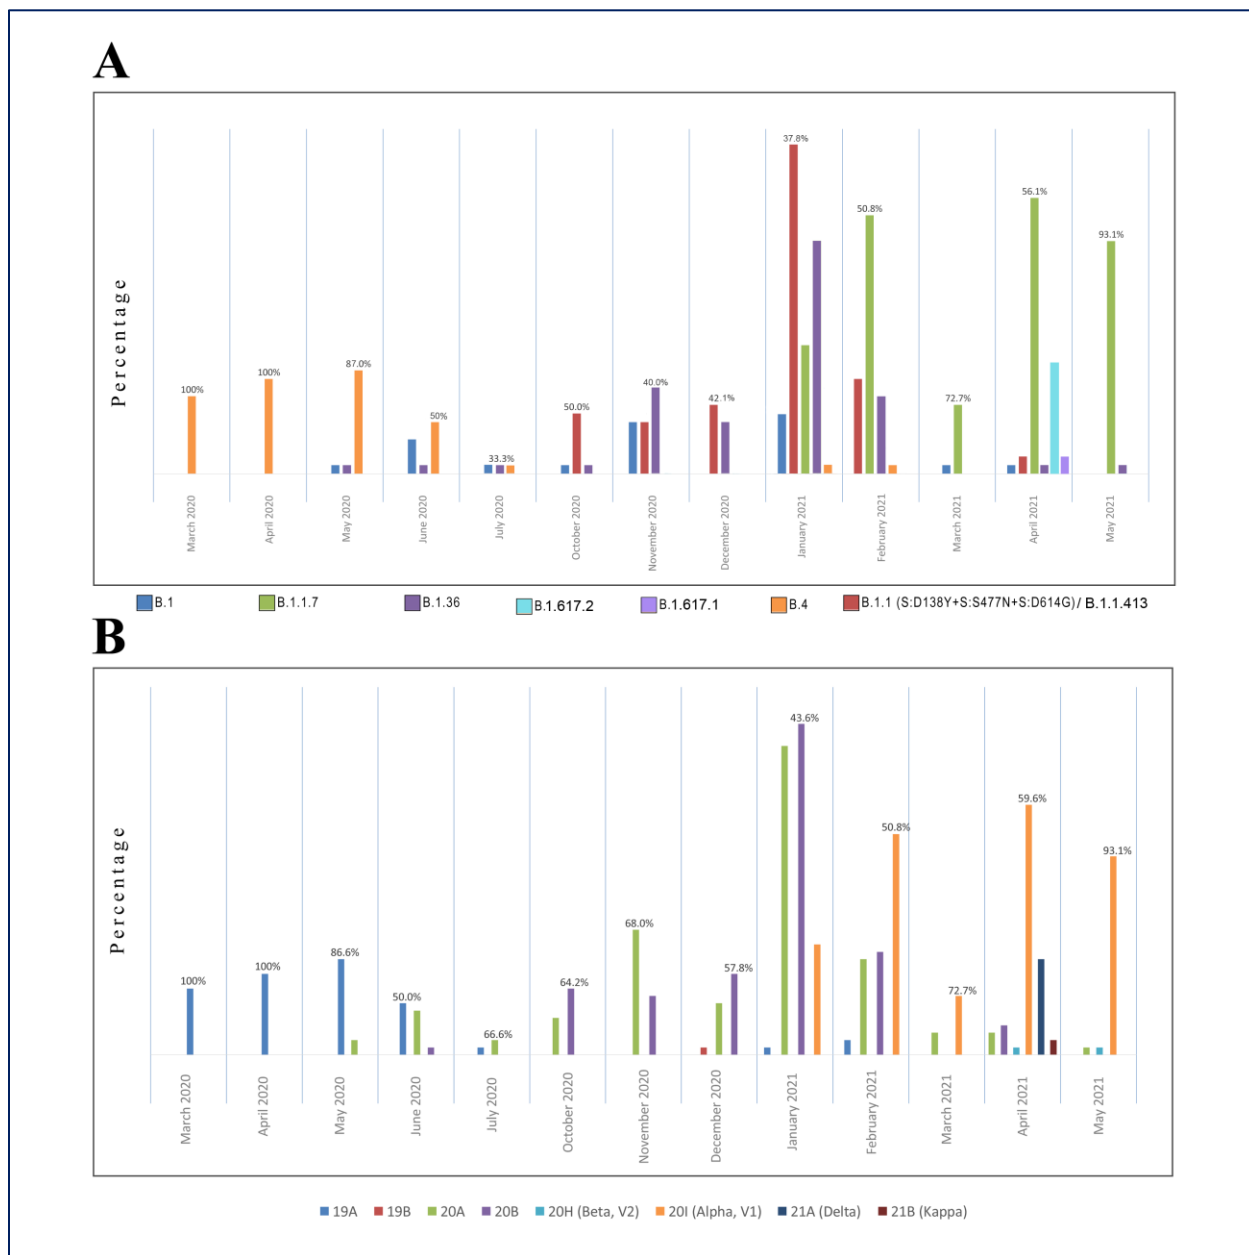 A
Percentage
37.8%
56.1%
50.8%
93.1%
100%
100%
87.0%
50%
33.3%
50.0%
40.0%
42.1%
72.7%
March 2020
April 2020
May 2020
June 2020
July 2020
October 2020
November 2020
December 2020
January 2021
February 2021
March 2021
April 2021
May 2021
B.1 B.1.1.7 B.1.36 B.1.617.2 B.1.617.1 B.4 B.1.1 (S:D138Y+S:S477N+S:D614G)/ B.1.1.413
B
Percentage
43.6%
59.6%
50.8%
93.1%
100%
100%
86.6%
50.0%
66.6%
64.2%
68.0%
57.8%
72.7%
March 2020
April 2020
May 2020
June 2020
July 2020
October 2020
November 2020
December 2020
January 2021
February 2021
March 2021
April 2021
May 2021
19A 19B 20A 20B 20H (Beta, V2) 20I (Alpha, V1) 21A (Delta) 21B (Kappa)